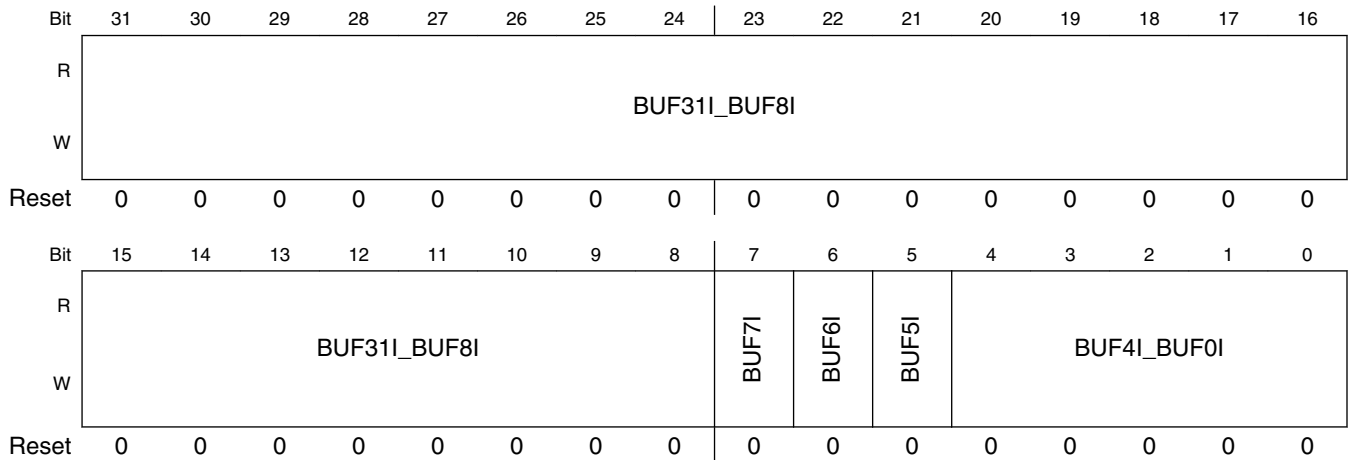 Bit 31 30 29 28 27 26 25 24 23 22 21 20 19 18 17 16
R
BUF31I_BUF8I
W
Reset 0 0 0 0 0 0 0 0 0 0 0 0 0 0 0 0
Bit 15 14 13 12 11 10 9 8 7 6 5 4 3 2 1 0
R
BUF31I_BUF8I BUF7I BUF6I BUF5I BUF4I_BUF0I
W
Reset 0 0 0 0 0 0 0 0 0 0 0 0 0 0 0 0